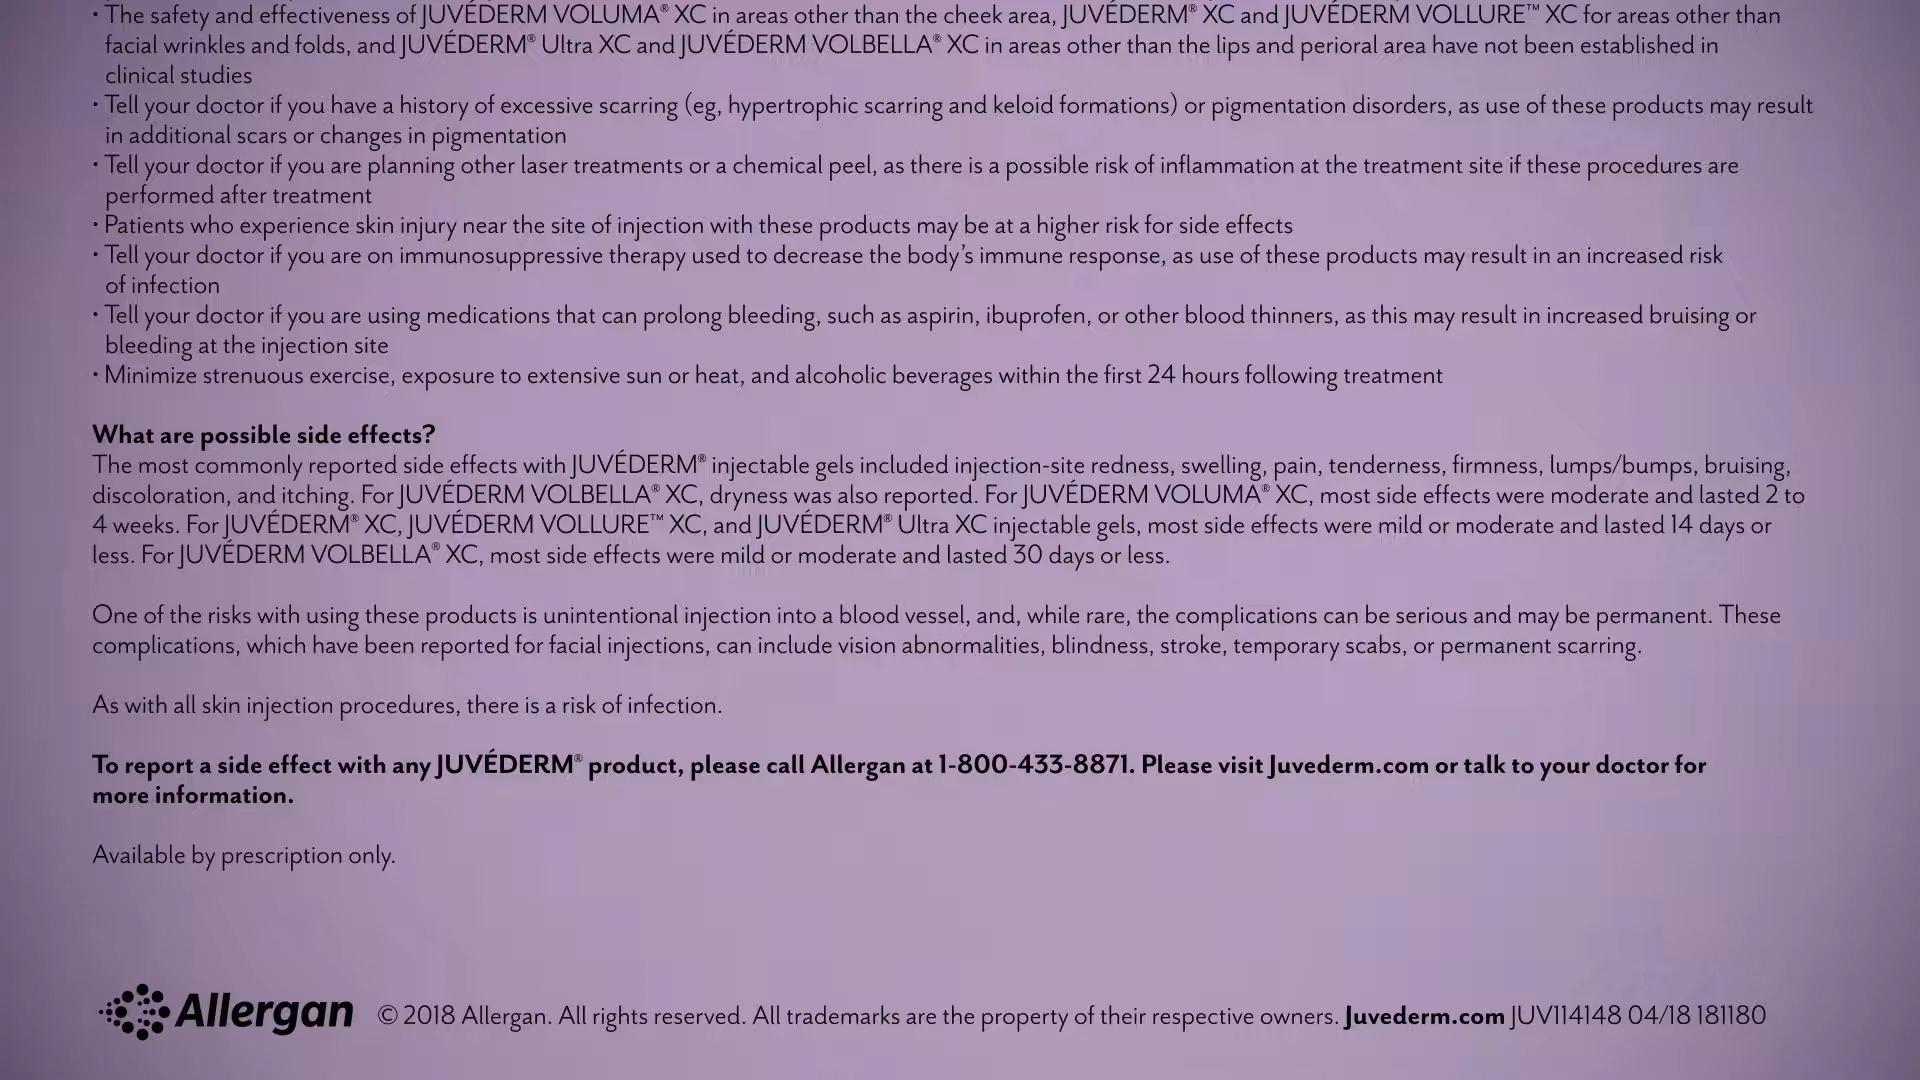 • The safety and effectiveness of JUVÉDERM VOLUMA® XC in areas other than the cheek area, JUVÉDERM® XC and JUVÉDERM VOLLURE™ XC for areas other than
facial wrinkles and folds, and JUVÉDERM® Ultra XC and JUVÉDERM VOLBELLA® XC in areas other than the lips and perioral area have not been established in
clinical studies
• Tell your doctor if you have a history of excessive scarring (eg, hypertrophic scarring and keloid formations) or pigmentation disorders, as use of these products may result
in additional scars or changes in pigmentation
• Tell your doctor if you are planning other laser treatments or a chemical peel, as there is a possible risk of inflammation at the treatment site if these procedures are
performed after treatment
• Patients who experience skin injury near the site of injection with these products may be at a higher risk for side effects
• Tell your doctor if you are on immunosuppressive therapy used to decrease the body’s immune response, as use of these products may result in an increased risk
of infection
• Tell your doctor if you are using medications that can prolong bleeding, such as aspirin, ibuprofen, or other blood thinners, as this may result in increased bruising or
bleeding at the injection site
• Minimize strenuous exercise, exposure to extensive sun or heat, and alcoholic beverages within the first 24 hours following treatment
What are possible side effects?
The most commonly reported side effects with JUVÉDERM® injectable gels included injection-site redness, swelling, pain, tenderness, firmness, lumps/bumps, bruising,
discoloration, and itching. For JUVÉDERM VOLBELLA® XC, dryness was also reported. For JUVÉDERM VOLUMA® XC, most side effects were moderate and lasted 2 to
4 weeks. For JUVÉDERM® XC, JUVÉDERM VOLLURE™ XC, and JUVÉDERM® Ultra XC injectable gels, most side effects were mild or moderate and lasted 14 days or
less. For JUVÉDERM VOLBELLA® XC, most side effects were mild or moderate and lasted 30 days or less.
One of the risks with using these products is unintentional injection into a blood vessel, and, while rare, the complications can be serious and may be permanent. These
complications, which have been reported for facial injections, can include vision abnormalities, blindness, stroke, temporary scabs, or permanent scarring.
As with all skin injection procedures, there is a risk of infection.
To report a side effect with any JUVÉDERM® product, please call Allergan at 1-800-433-8871. Please visit Juvederm.com or talk to your doctor for
more information.
Available by prescription only.
Allergan © 2018 Allergan. All rights reserved. All trademarks are the property of their respective owners. Juvederm.com JUV114148 04/18 181180